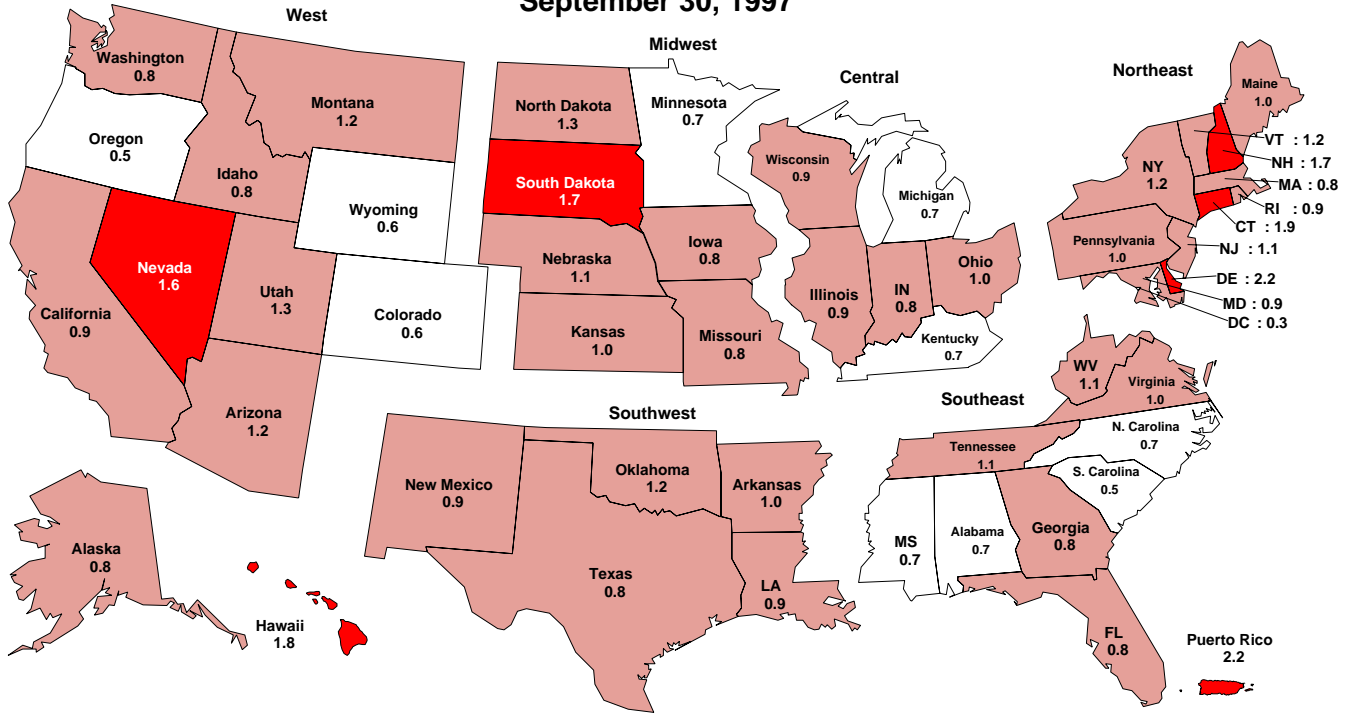 September 30, 1997
West
Midwest
Central
Northeast
Washington
0.8
Montana
1.2
Oregon
0.5
Idaho
0.8
Wyoming
0.6
Nevada
1.6
Utah
1.3
Colorado
0.6
California
0.9
Arizona
1.2
Alaska
0.8
Hawaii
1.8
North Dakota
1.3
Minnesota
0.7
South Dakota
1.7
Nebraska
1.1
Iowa
0.8
Kansas
1.0
Missouri
0.8
Wisconsin
0.9
Michigan
0.7
Illinois
0.9
IN
0.8
Ohio
1.0
Kentucky
0.7
Maine
1.0
VT : 1.2
NH : 1.7
NY
1.2
MA : 0.8
RI : 0.9
CT : 1.9
Pennsylvania
1.0
NJ : 1.1
DE : 2.2
MD : 0.9
DC : 0.3
Southwest
New Mexico
0.9
Oklahoma
1.2
Arkansas
1.0
Texas
0.8
LA
0.9
Southeast
WV
1.1
Virginia
1.0
N. Carolina
0.7
Tennessee
1.1
S. Carolina
0.5
MS
0.7
Alabama
0.7
Georgia
0.8
FL
0.8
Puerto Rico
2.2